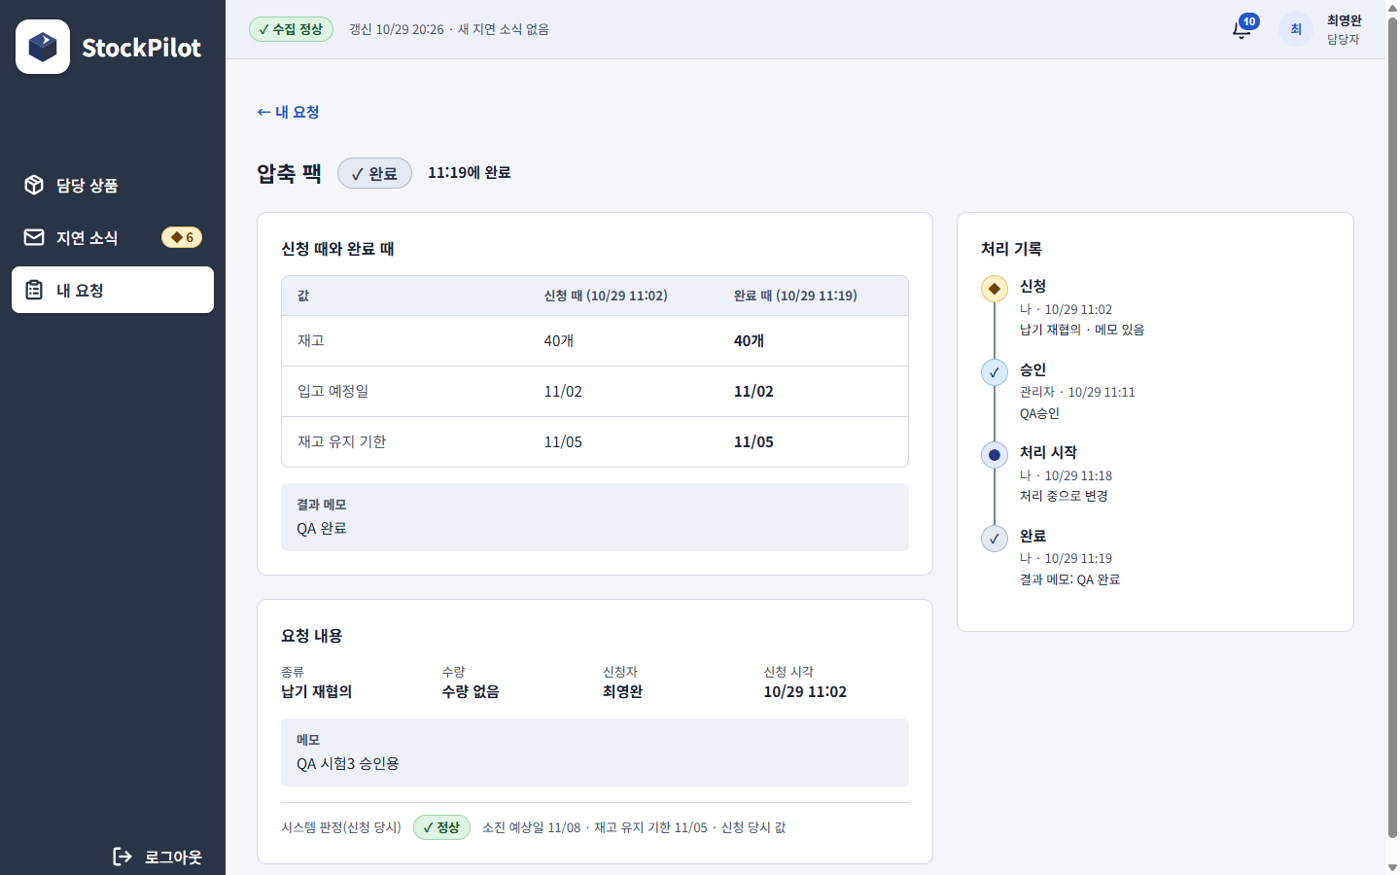 StockPilot
담당 상품
지연 소식
◆ 6
내 요청
로그아웃
✓ 수집 정상
갱신 10/29 20:26 · 새 지연 소식 없음
10
최
최영완
담당자
← 내 요청
압축 팩
✓ 완료
11:19에 완료
신청 때와 완료 때
값 신청 때 (10/29 11:02) 완료 때 (10/29 11:19)
재고 40개 40개
입고 예정일 11/02 11/02
재고 유지 기한 11/05 11/05
결과 메모
QA 완료
요청 내용
종류 수량 신청자 신청 시각
납기 재협의 수량 없음 최영완 10/29 11:02
메모
QA 시험3 승인용
시스템 판정(신청 당시) ✓ 정상 소진 예상일 11/08 · 재고 유지 기한 11/05 · 신청 당시 값
처리 기록
신청
나 · 10/29 11:02
납기 재협의 · 메모 있음
승인
관리자 · 10/29 11:11
QA승인
처리 시작
나 · 10/29 11:18
처리 중으로 변경
완료
나 · 10/29 11:19
결과 메모: QA 완료